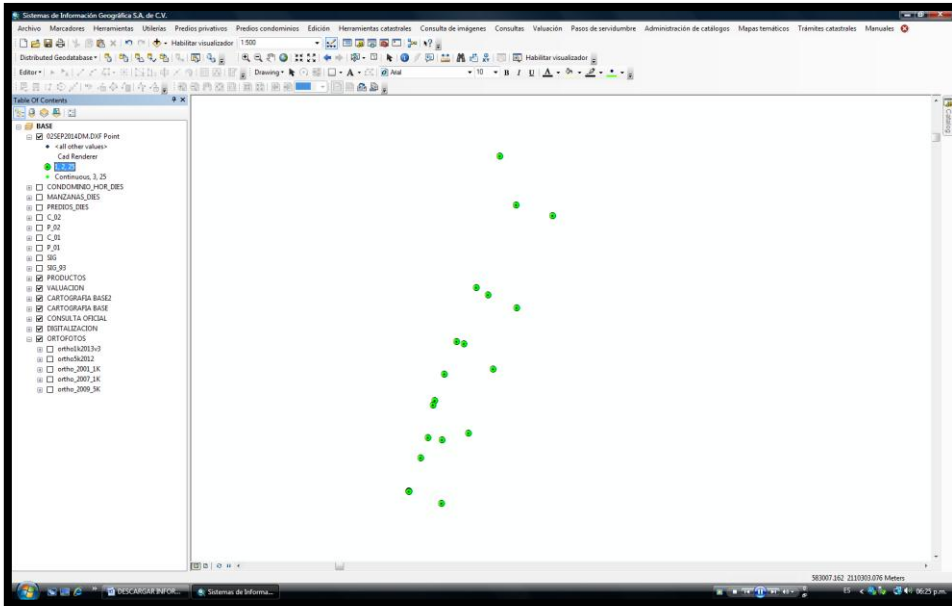 Sistemas de Información Geográfica S.A. de C.V.
Archivo Marcadores Herramientas Utilerias Predios privativos Predios condominios Edición Herramientas catastrales Consulta de imágenes Consultas Valuación Pasos de servidumbre Administración de catálogos Mapas temáticos Trámites catastrales Manuales
Habilitar visualizador 1:500
Distributed Geodatabase Habilitar visualizador
Editor Drawing A Arial 10 B I U A
Table Of Contents
BASE
02SEP2014DM.DXF Point
<all other values>
Cad Renderer
Continuous, 3, 25
CONDOMINIO_HOR_DIES
MANZANAS_DIES
PREDIOS_DIES
C_02
P_02
C_01
P_01
SIG
SIG_93
PRODUCTOS
VALUACION
CARTOGRAFIA BASE2
CARTOGRAFIA BASE
CONSULTA OFICIAL
DIGITALIZACION
ORTOFOTOS
ortho1k2013v3
ortho5k2012
ortho_2001_1K
ortho_2007_1K
ortho_2009_5K
Catalog
583007.162 2110303.076 Meters
DESCARGAR INFOR... Sistemas de Informa... ES 06:25 p.m.